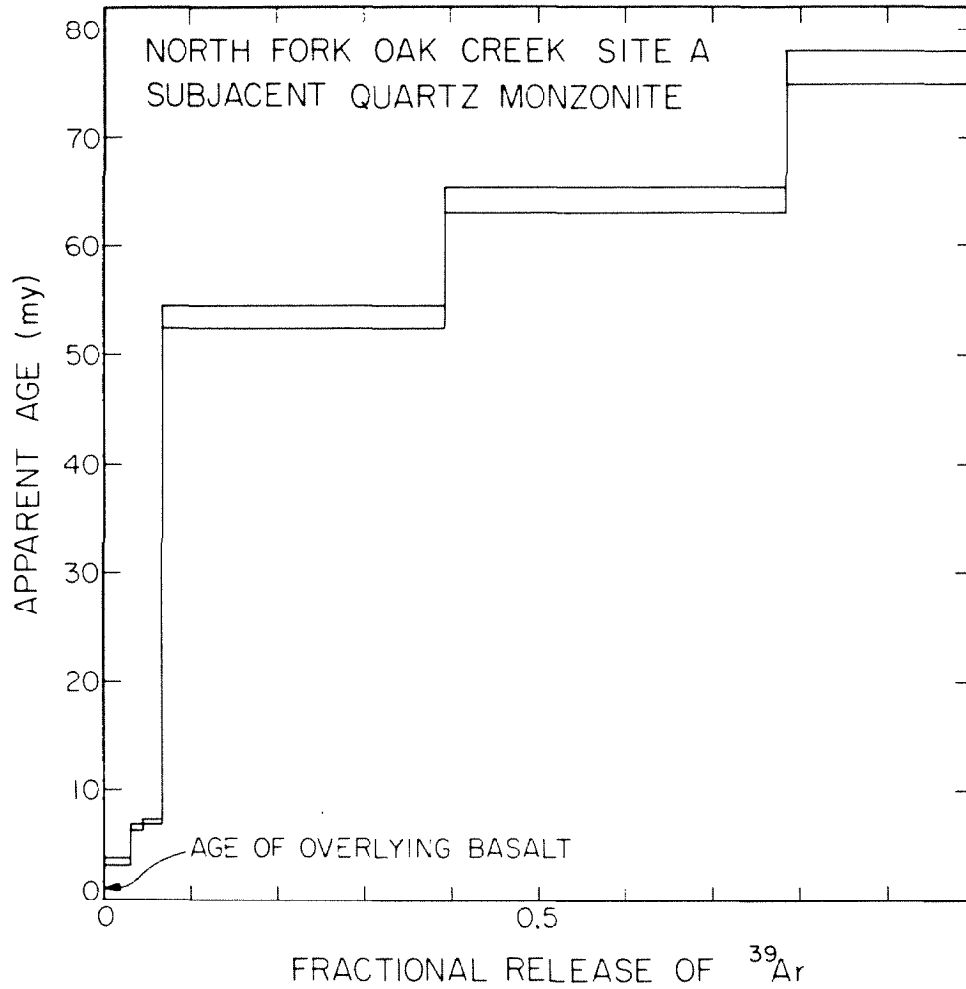 NORTH FORK OAK CREEK SITE A
SUBJACENT QUARTZ MONZONITE
80
70
60
50
40
30
20
10
0
APPARENT AGE (my)
AGE OF OVERLYING BASALT
0
0.5
FRACTIONAL RELEASE OF ³⁹Ar